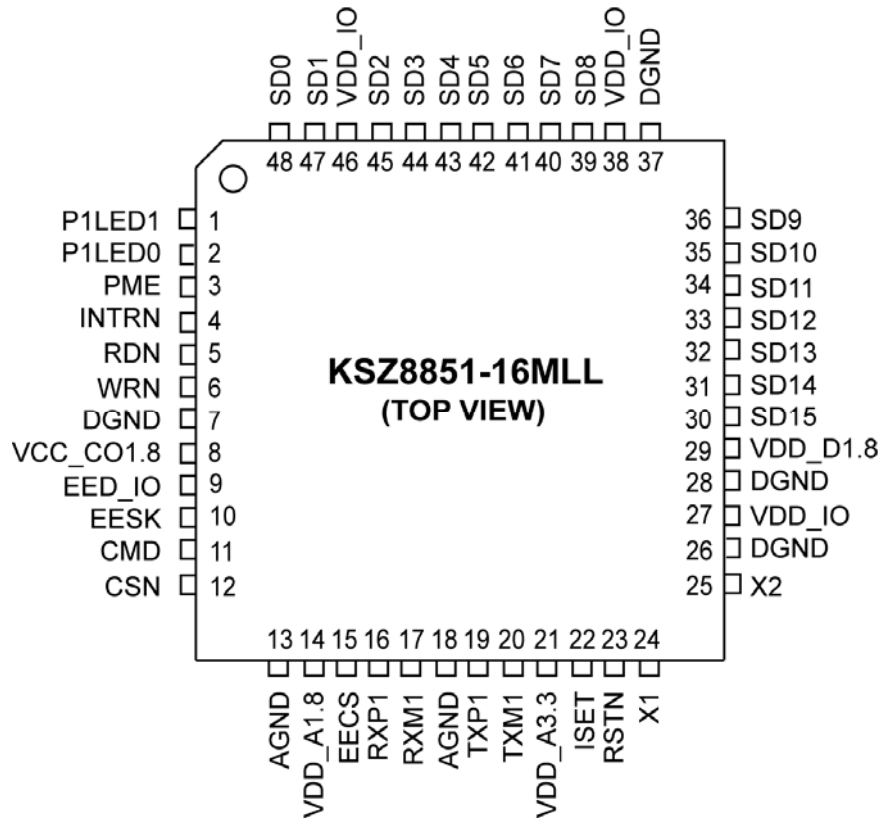 SD0
SD1
VDD_IO
SD2
SD3
SD4
SD5
SD6
SD7
SD8
VDD_IO
DGND
48
47
46
45
44
43
42
41
40
39
38
37
P1LED1 1
P1LED0 2
PME 3
INTRN 4
RDN 5
WRN 6
DGND 7
VCC_CO1.8 8
EED_IO 9
EESK 10
CMD 11
CSN 12
KSZ8851-16MLL
(TOP VIEW)
36 SD9
35 SD10
34 SD11
33 SD12
32 SD13
31 SD14
30 SD15
29 VDD_D1.8
28 DGND
27 VDD_IO
26 DGND
25 X2
13
14
15
16
17
18
19
20
21
22
23
24
AGND
VDD_A1.8
EECS
RXP1
RXM1
AGND
TXP1
TXM1
VDD_A3.3
ISET
RSTN
X1